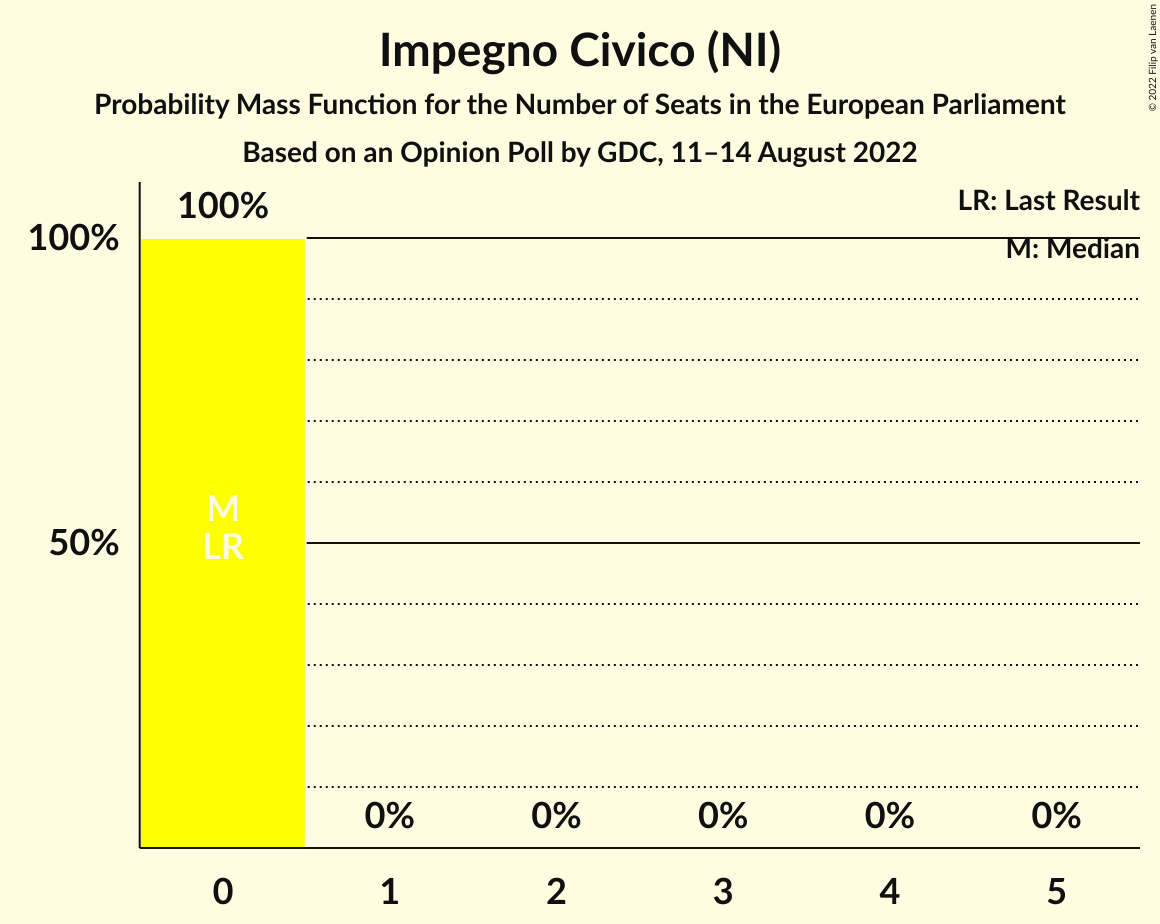 Impegno Civico (NI)
Probability Mass Function for the Number of Seats in the European Parliament
Based on an Opinion Poll by GDC, 11–14 August 2022
© 2022 Filip van Laenen
LR: Last Result
M: Median
100%
100%
50%
M
LR
0%
0%
0%
0%
0%
0
1
2
3
4
5